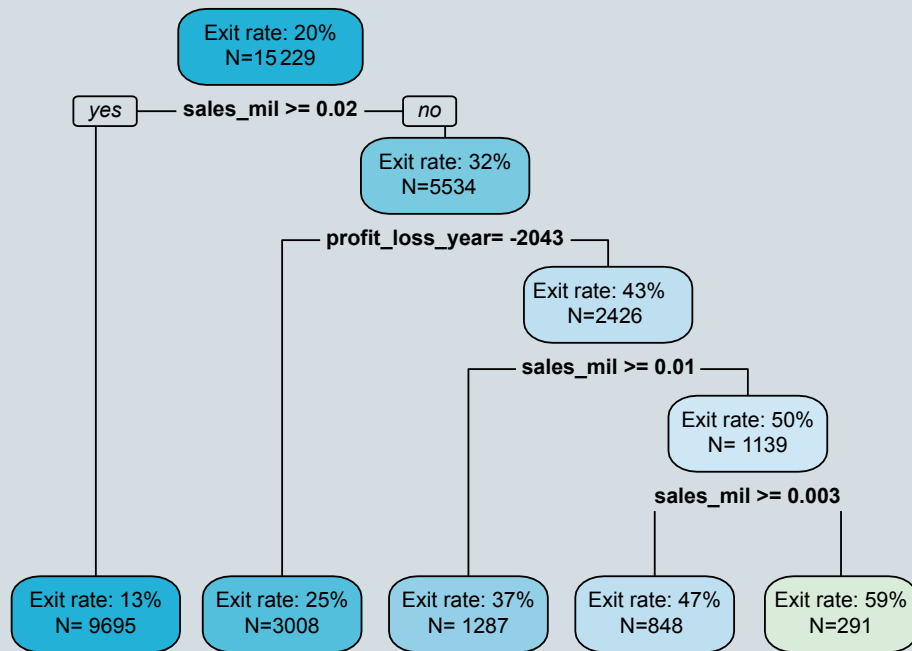 Exit rate: 20%
N=15 229
yes
sales_mil >= 0.02
no
Exit rate: 32%
N=5534
profit_loss_year= -2043
Exit rate: 43%
N=2426
sales_mil >= 0.01
Exit rate: 50%
N= 1139
sales_mil >= 0.003
Exit rate: 13%
N= 9695
Exit rate: 25%
N=3008
Exit rate: 37%
N= 1287
Exit rate: 47%
N=848
Exit rate: 59%
N=291